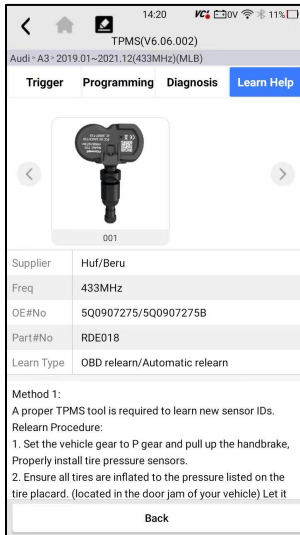 14:20 VCI 0V 11%
TPMS(V6.06.002)
Audi > A3 > 2019.01~2021.12(433MHz)(MLB)
Trigger Programming Diagnosis Learn Help
001
Supplier Huf/Beru
Freq 433MHz
OE#No 5Q0907275/5Q0907275B
Part#No RDE018
Learn Type OBD relearn/Automatic relearn
Method 1:
A proper TPMS tool is required to learn new sensor IDs.
Relearn Procedure:
1. Set the vehicle gear to P gear and pull up the handbrake,
Properly install tire pressure sensors.
2. Ensure all tires are inflated to the pressure listed on the
tire placard. (located in the door jam of your vehicle) Let it
Back